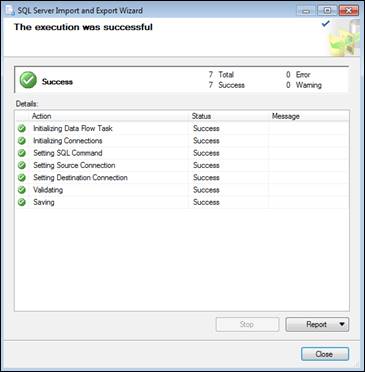 SQL Server Import and Export Wizard
The execution was successful
Success
7 Total 0 Error
7 Success 0 Warning
Details:
Action Status Message
Initializing Data Flow Task Success
Initializing Connections Success
Setting SQL Command Success
Setting Source Connection Success
Setting Destination Connection Success
Validating Success
Saving Success
Stop Report
Close